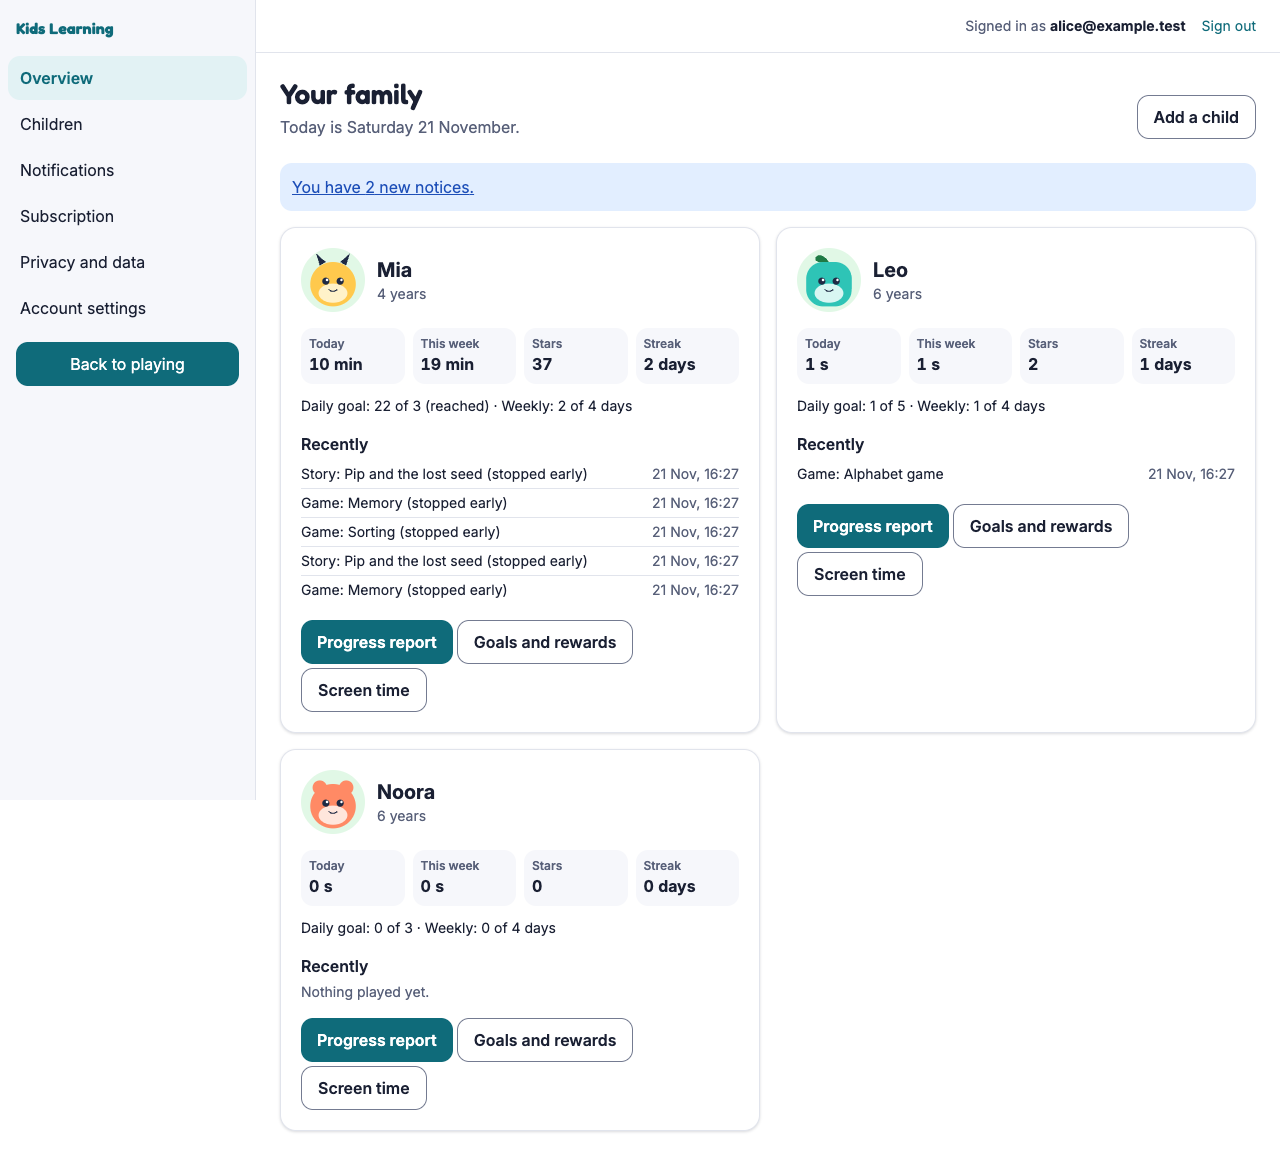 Kids Learning
Overview
Children
Notifications
Subscription
Privacy and data
Account settings
Back to playing
Signed in as alice@example.test Sign out
Your family
Today is Saturday 21 November.
Add a child
You have 2 new notices.
Mia
4 years
Today This week Stars Streak
10 min 19 min 37 2 days
Daily goal: 22 of 3 (reached) · Weekly: 2 of 4 days
Recently
Story: Pip and the lost seed (stopped early) 21 Nov, 16:27
Game: Memory (stopped early) 21 Nov, 16:27
Game: Sorting (stopped early) 21 Nov, 16:27
Story: Pip and the lost seed (stopped early) 21 Nov, 16:27
Game: Memory (stopped early) 21 Nov, 16:27
Progress report Goals and rewards
Screen time
Leo
6 years
Today This week Stars Streak
1 s 1 s 2 1 days
Daily goal: 1 of 5 · Weekly: 1 of 4 days
Recently
Game: Alphabet game 21 Nov, 16:27
Progress report Goals and rewards
Screen time
Noora
6 years
Today This week Stars Streak
0 s 0 s 0 0 days
Daily goal: 0 of 3 · Weekly: 0 of 4 days
Recently
Nothing played yet.
Progress report Goals and rewards
Screen time